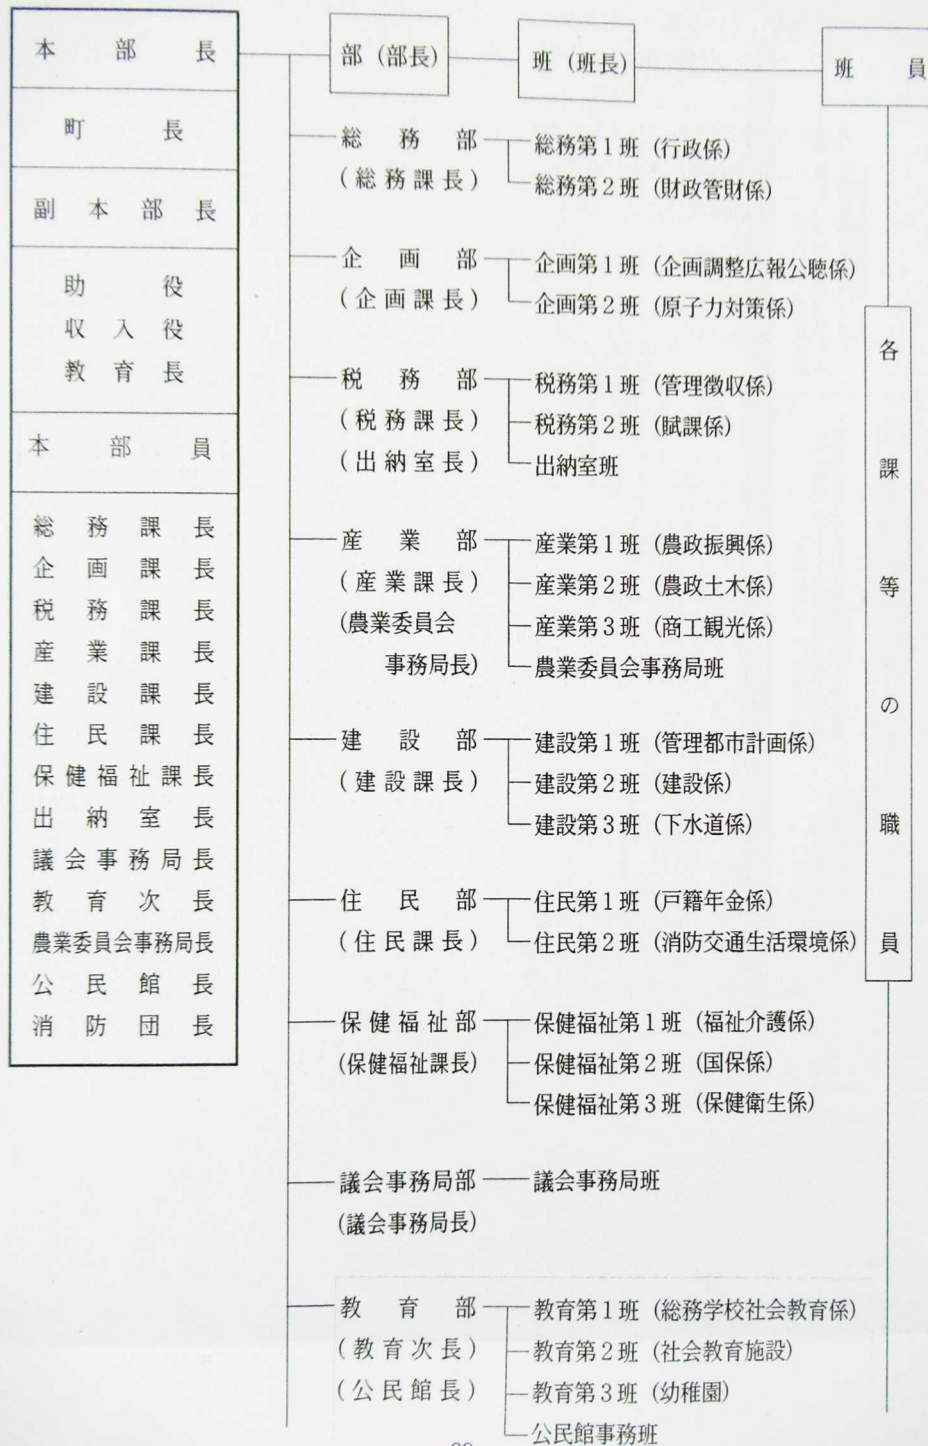 本部長
町長
副本部長
助役
収入役
教育長
本部員
総務課長
企画課長
税務課長
産業課長
建設課長
住民課長
保健福祉課長
出納室長
議会事務局長
教育次長
農業委員会事務局長
公民館長
消防団長
部（部長）
班（班長）
班員
総務部
（総務課長）
総務第1班（行政係）
総務第2班（財政管財係）
企画部
（企画課長）
企画第1班（企画調整広報公聴係）
企画第2班（原子力対策係）
税務部
（税務課長）
（出納室長）
税務第1班（管理徴収係）
税務第2班（賦課係）
出納室班
産業部
（産業課長）
（農業委員会
事務局長）
産業第1班（農政振興係）
産業第2班（農政土木係）
産業第3班（商工観光係）
農業委員会事務局班
建設部
（建設課長）
建設第1班（管理都市計画係）
建設第2班（建設係）
建設第3班（下水道係）
住民部
（住民課長）
住民第1班（戸籍年金係）
住民第2班（消防交通生活環境係）
保健福祉部
（保健福祉課長）
保健福祉第1班（福祉介護係）
保健福祉第2班（国保係）
保健福祉第3班（保健衛生係）
議会事務局部
（議会事務局長）
議会事務局班
教育部
（教育次長）
（公民館長）
教育第1班（総務学校社会教育係）
教育第2班（社会教育施設）
教育第3班（幼稚園）
公民館事務班
各課等の職員